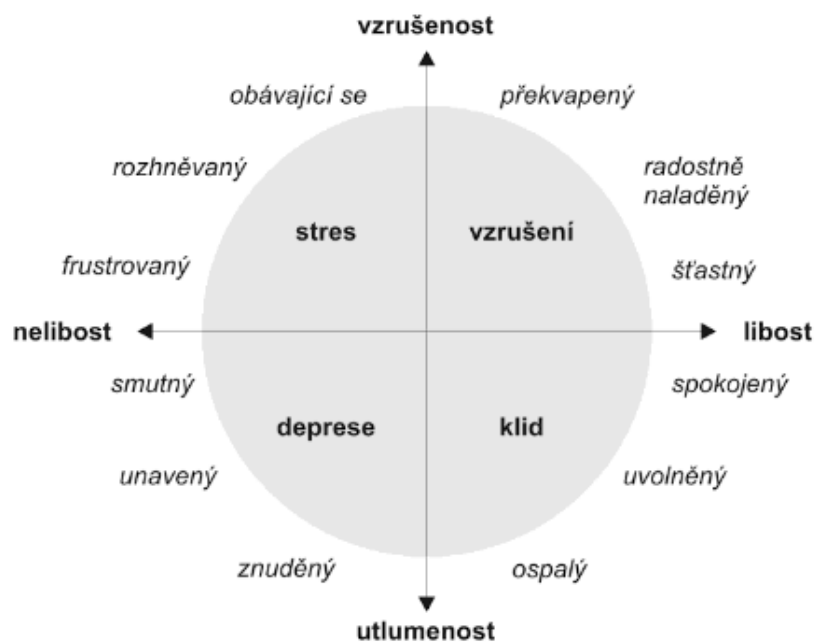 vzrušenost
obávající se
překvapený
rozhněvaný
radostně
naladěný
stres
vzrušení
frustrovaný
šťastný
nelibost
libost
smutný
spokojený
deprese
klid
unavený
uvolněný
znuděný
ospalý
utlumenost